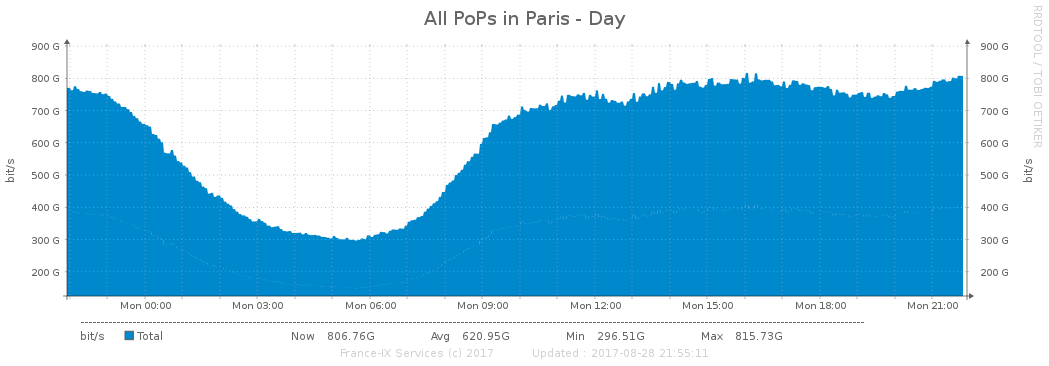 All PoPs in Paris - Day
RRDTOOL / TOBI OETIKER
900 G 900 G
800 G 800 G
700 G 700 G
600 G 600 G
500 G 500 G
400 G 400 G
300 G 300 G
200 G 200 G
bit/s bit/s
Mon 00:00 Mon 03:00 Mon 06:00 Mon 09:00 Mon 12:00 Mon 15:00 Mon 18:00 Mon 21:00
bit/s Total Now 806.76G Avg 620.95G Min 296.51G Max 815.73G
France-IX Services (c) 2017 Updated : 2017-08-28 21:55:11